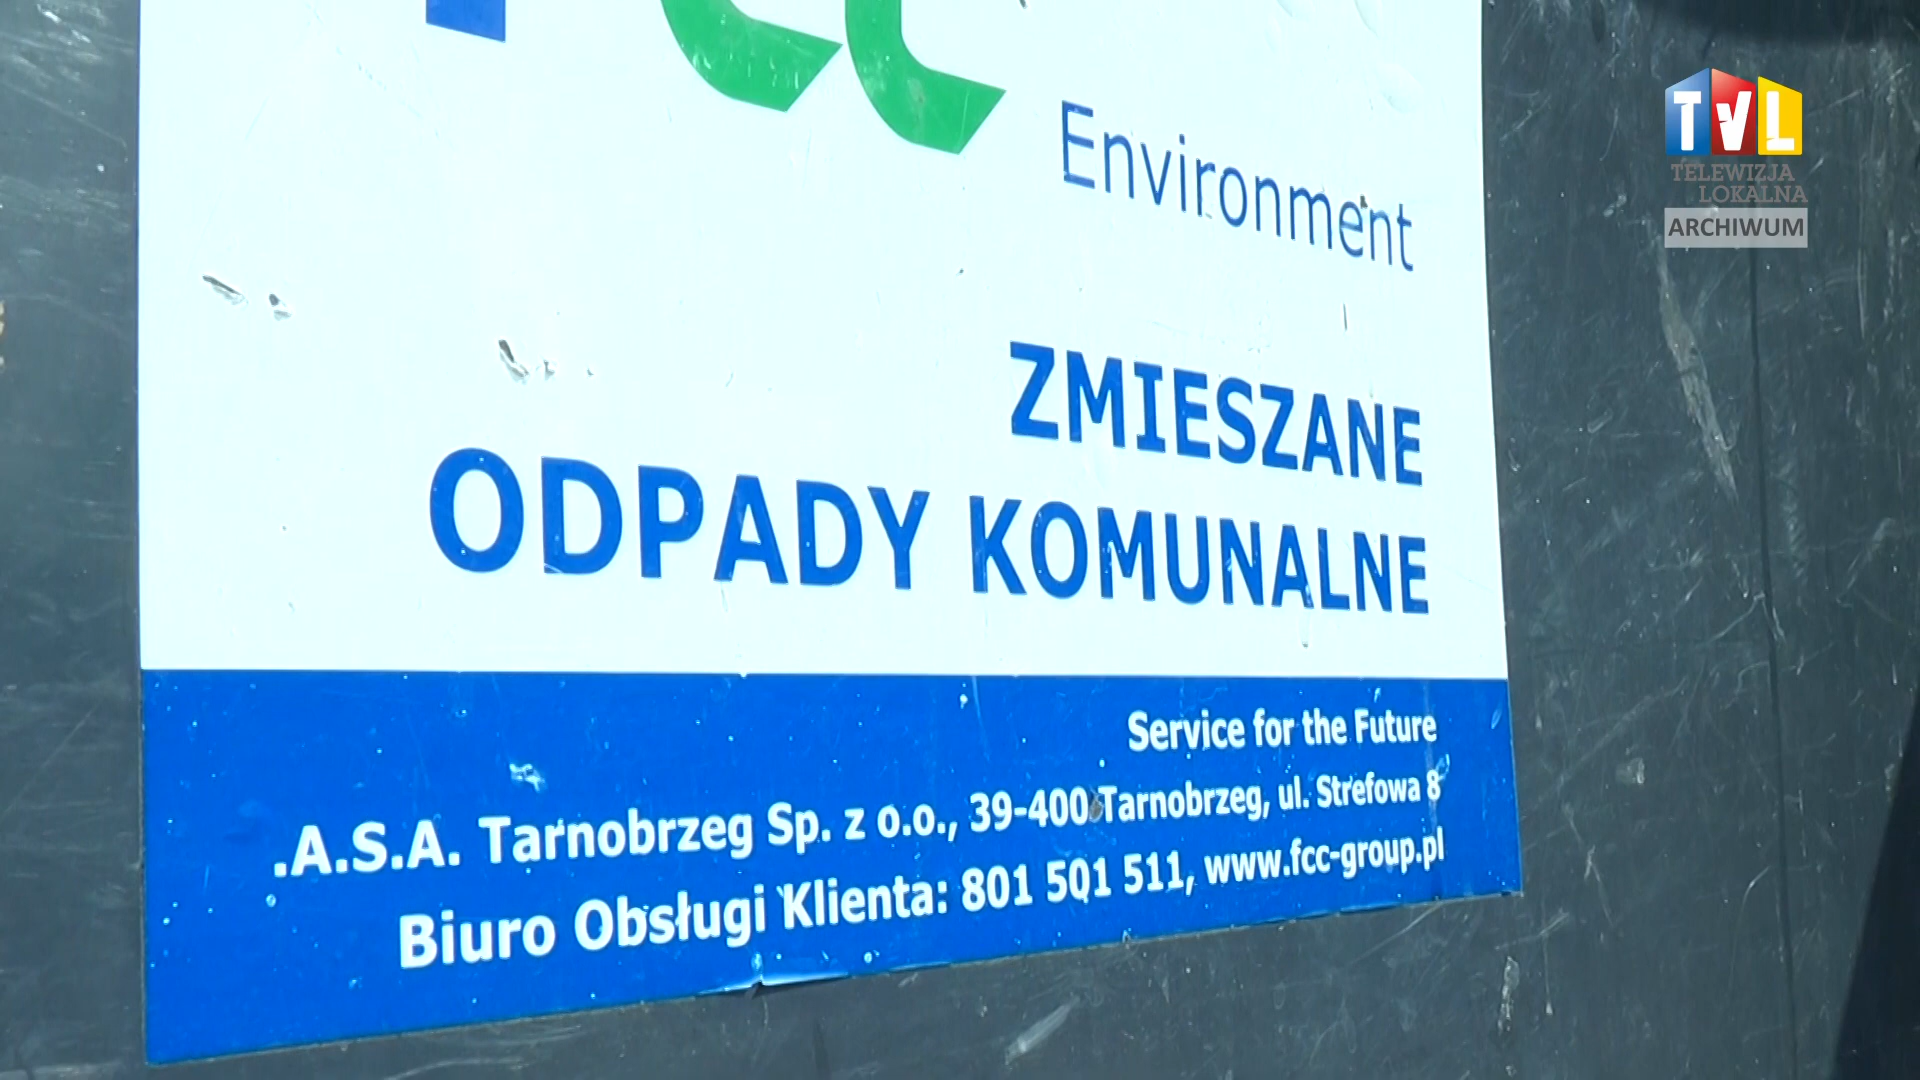 FCC
Environment
ZMIESZANE
ODPADY KOMUNALNE
Service for the Future
.A.S.A. Tarnobrzeg Sp. z o.o., 39-400 Tarnobrzeg, ul. Strefowa 8
Biuro Obsługi Klienta: 801 501 511, www.fcc-group.pl
TVL
TELEWIZJA
LOKALNA
ARCHIWUM